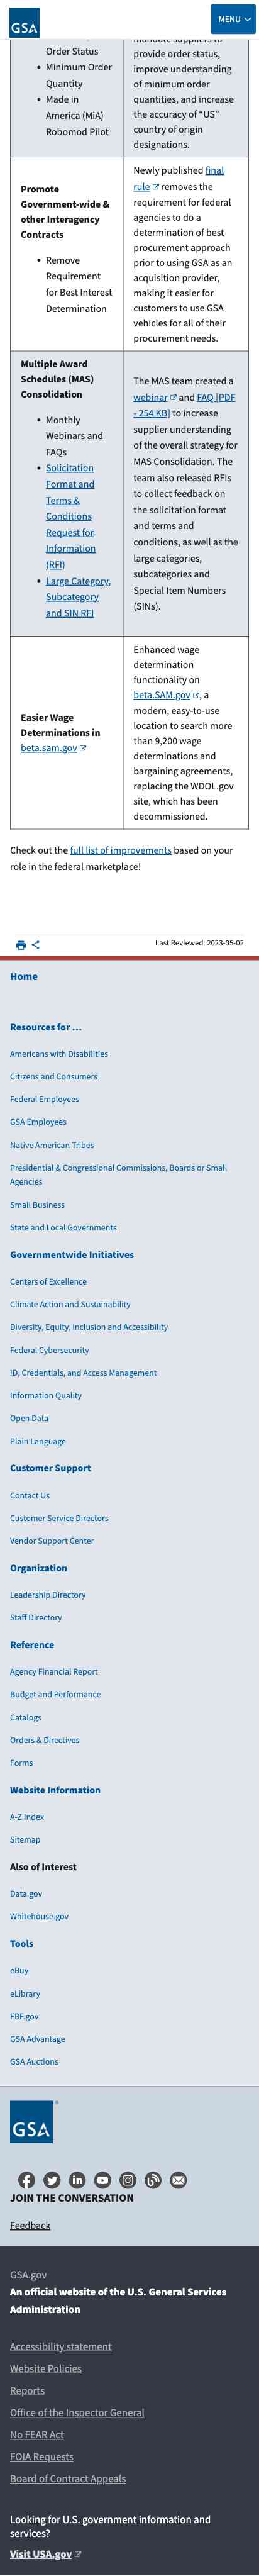 GSA
MENU
Order Status
Minimum Order
Quantity
Made in
America (MiA)
Robomod Pilot
mandate suppliers to
provide order status,
improve understanding
of minimum order
quantities, and increase
the accuracy of “US”
country of origin
designations.
Promote
Government-wide &
other Interagency
Contracts
Remove
Requirement
for Best Interest
Determination
Newly published final
rule removes the
requirement for federal
agencies to do a
determination of best
procurement approach
prior to using GSA as an
acquisition provider,
making it easier for
customers to use GSA
vehicles for all of their
procurement needs.
Multiple Award
Schedules (MAS)
Consolidation
Monthly
Webinars and
FAQs
Solicitation
Format and
Terms &
Conditions
Request for
Information
(RFI)
Large Category,
Subcategory
and SIN RFI
The MAS team created a
webinar and FAQ [PDF
- 254 KB] to increase
supplier understanding
of the overall strategy for
MAS Consolidation. The
team also released RFIs
to collect feedback on
the solicitation format
and terms and
conditions, as well as the
large categories,
subcategories and
Special Item Numbers
(SINs).
Easier Wage
Determinations in
beta.sam.gov
Enhanced wage
determination
functionality on
beta.SAM.gov , a
modern, easy-to-use
location to search more
than 9,200 wage
determinations and
bargaining agreements,
replacing the WDOL.gov
site, which has been
decommissioned.
Check out the full list of improvements based on your
role in the federal marketplace!
Last Reviewed: 2023-05-02
Home
Resources for …
Americans with Disabilities
Citizens and Consumers
Federal Employees
GSA Employees
Native American Tribes
Presidential & Congressional Commissions, Boards or Small
Agencies
Small Business
State and Local Governments
Governmentwide Initiatives
Centers of Excellence
Climate Action and Sustainability
Diversity, Equity, Inclusion and Accessibility
Federal Cybersecurity
ID, Credentials, and Access Management
Information Quality
Open Data
Plain Language
Customer Support
Contact Us
Customer Service Directors
Vendor Support Center
Organization
Leadership Directory
Staff Directory
Reference
Agency Financial Report
Budget and Performance
Catalogs
Orders & Directives
Forms
Website Information
A-Z Index
Sitemap
Also of Interest
Data.gov
Whitehouse.gov
Tools
eBuy
eLibrary
FBF.gov
GSA Advantage
GSA Auctions
GSA ®
JOIN THE CONVERSATION
Feedback
GSA.gov
An official website of the U.S. General Services
Administration
Accessibility statement
Website Policies
Reports
Office of the Inspector General
No FEAR Act
FOIA Requests
Board of Contract Appeals
Looking for U.S. government information and
services?
Visit USA.gov